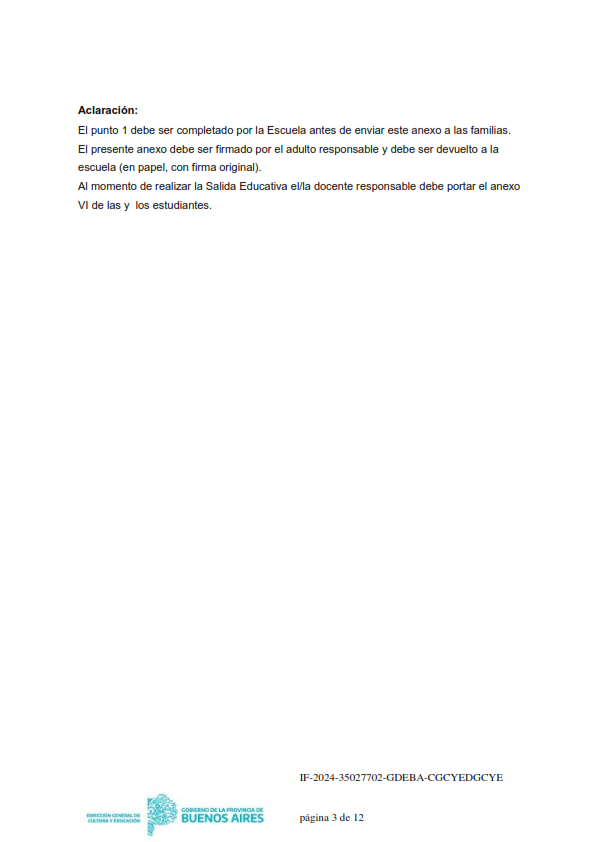 Aclaración:
El punto 1 debe ser completado por la Escuela antes de enviar este anexo a las familias.
El presente anexo debe ser firmado por el adulto responsable y debe ser devuelto a la
escuela (en papel, con firma original).
Al momento de realizar la Salida Educativa el/la docente responsable debe portar el anexo
VI de las y  los estudiantes.
IF-2024-35027702-GDEBA-CGCYEDGCYE
DIRECCIÓN GENERAL DE
CULTURA Y EDUCACIÓN
GOBIERNO DE LA PROVINCIA DE
BUENOS AIRES
página 3 de 12